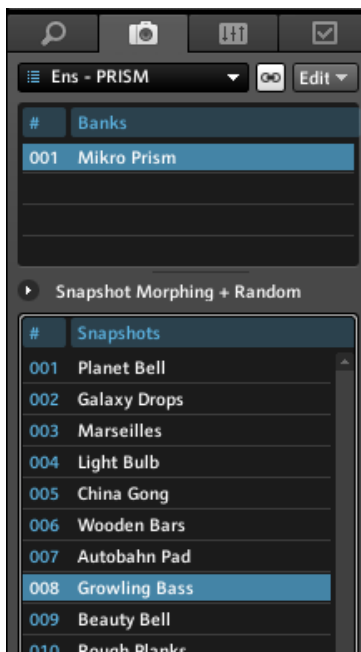 Ens - PRISM
Edit
# Banks
001 Mikro Prism
Snapshot Morphing + Random
# Snapshots
001 Planet Bell
002 Galaxy Drops
003 Marseilles
004 Light Bulb
005 China Gong
006 Wooden Bars
007 Autobahn Pad
008 Growling Bass
009 Beauty Bell
010 Rough Planks